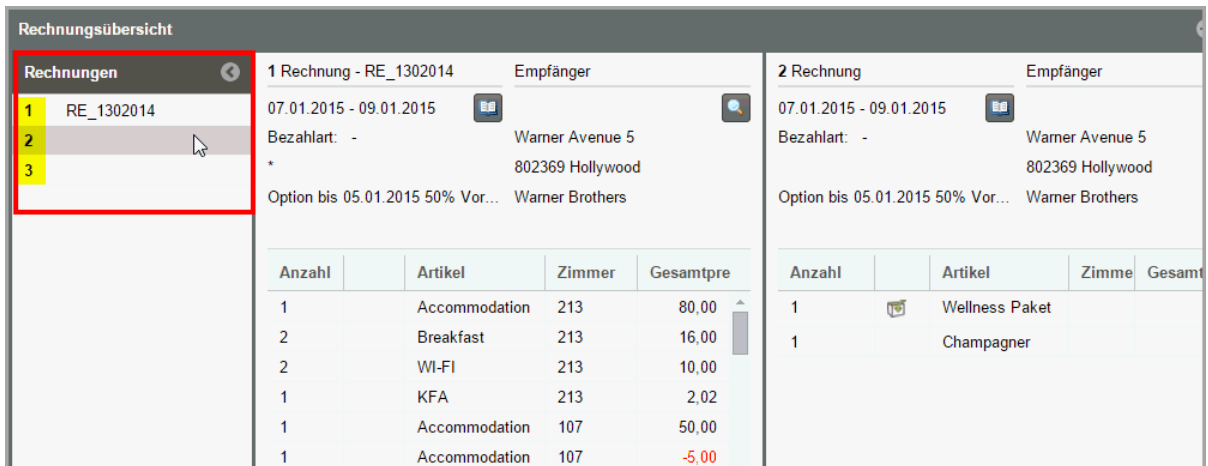 Rechnungsübersicht
Rechnungen
1 RE_1302014
2
3
1 Rechnung - RE_1302014 Empfänger
07.01.2015 - 09.01.2015
Bezahlart: - Warner Avenue 5
* 802369 Hollywood
Option bis 05.01.2015 50% Vor... Warner Brothers
Anzahl Artikel Zimmer Gesamtpre
1 Accommodation 213 80,00
2 Breakfast 213 16,00
2 WI-FI 213 10,00
1 KFA 213 2,02
1 Accommodation 107 50,00
1 Accommodation 107 -5,00
2 Rechnung Empfänger
07.01.2015 - 09.01.2015
Bezahlart: - Warner Avenue 5
802369 Hollywood
Option bis 05.01.2015 50% Vor... Warner Brothers
Anzahl Artikel Zimme Gesamt
1 Wellness Paket
1 Champagner